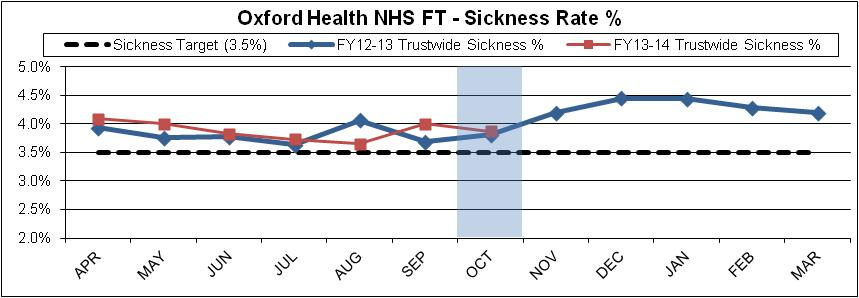 Oxford Health NHS FT - Sickness Rate %
Sickness Target (3.5%) FY12-13 Trustwide Sickness % FY13-14 Trustwide Sickness %
5.0%
4.5%
4.0%
3.5%
3.0%
2.5%
2.0%
APR MAY JUN JUL AUG SEP OCT NOV DEC JAN FEB MAR